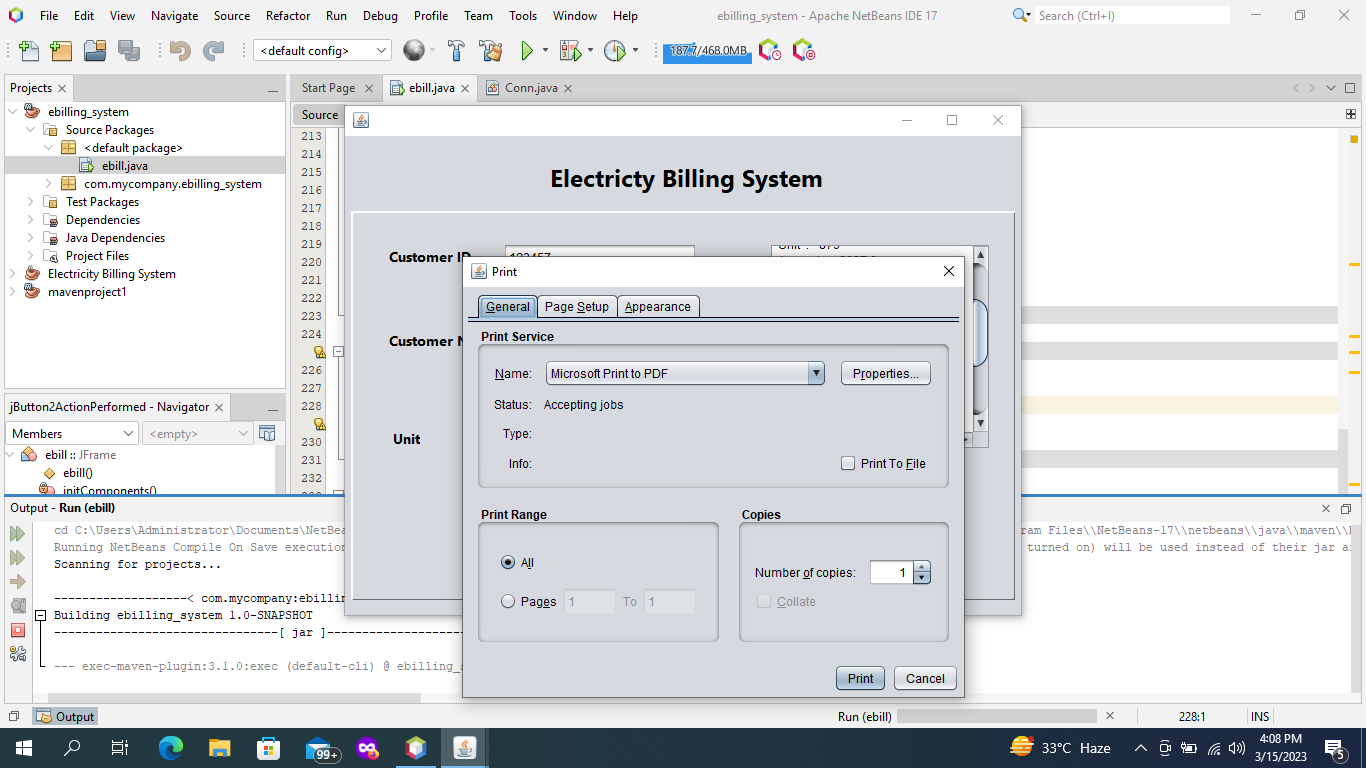 File Edit View Navigate Source Refactor Run Debug Profile Team Tools Window Help
ebilling_system - Apache NetBeans IDE 17
Search (Ctrl+I)
<default config>
187.7/468.0MB
Projects
Start Page
ebill.java
Conn.java
ebilling_system
Source Packages
<default package>
ebill.java
com.mycompany.ebilling_system
Test Packages
Dependencies
Java Dependencies
Project Files
Electricity Billing System
mavenproject1
Source
213
214
215
216
217
218
219
220
221
222
223
224
226
227
228
230
231
232
Electricty Billing System
Customer ID
123457
Customer N
Unit
Print
General
Page Setup
Appearance
Print Service
Name: Microsoft Print to PDF
Properties...
Status: Accepting jobs
Type:
Info:
Print To File
Print Range
All
Pages 1 To 1
Copies
Number of copies: 1
Collate
Print
Cancel
jButton2ActionPerformed - Navigator
Members
<empty>
ebill :: JFrame
ebill()
initComponents()
Output - Run (ebill)
cd C:\Users\Administrator\Documents\NetBea
ram Files\\NetBeans-17\\netbeans\\java\\maven\\
Running NetBeans Compile On Save execution
turned on) will be used instead of their jar a
Scanning for projects...
-------------------< com.mycompany:ebillin
Building ebilling_system 1.0-SNAPSHOT
--------------------------------[ jar ]-------------------
--- exec-maven-plugin:3.1.0:exec (default-cli) @ ebilling_s
Output
Run (ebill)
228:1
INS
99+
33°C Haze
4:08 PM
3/15/2023
5